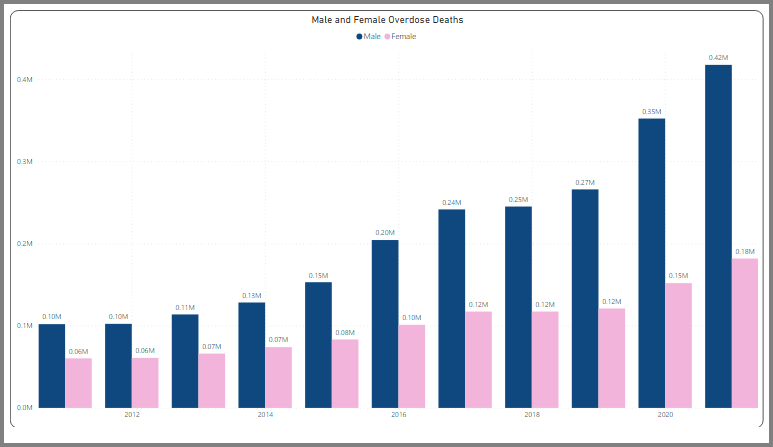 Male and Female Overdose Deaths
Male Female
0.4M
0.3M
0.2M
0.1M
0.0M
0.10M
0.06M
0.10M
0.06M
0.11M
0.07M
0.13M
0.07M
0.15M
0.08M
0.20M
0.10M
0.24M
0.12M
0.25M
0.12M
0.27M
0.12M
0.35M
0.15M
0.42M
0.18M
2012 2014 2016 2018 2020